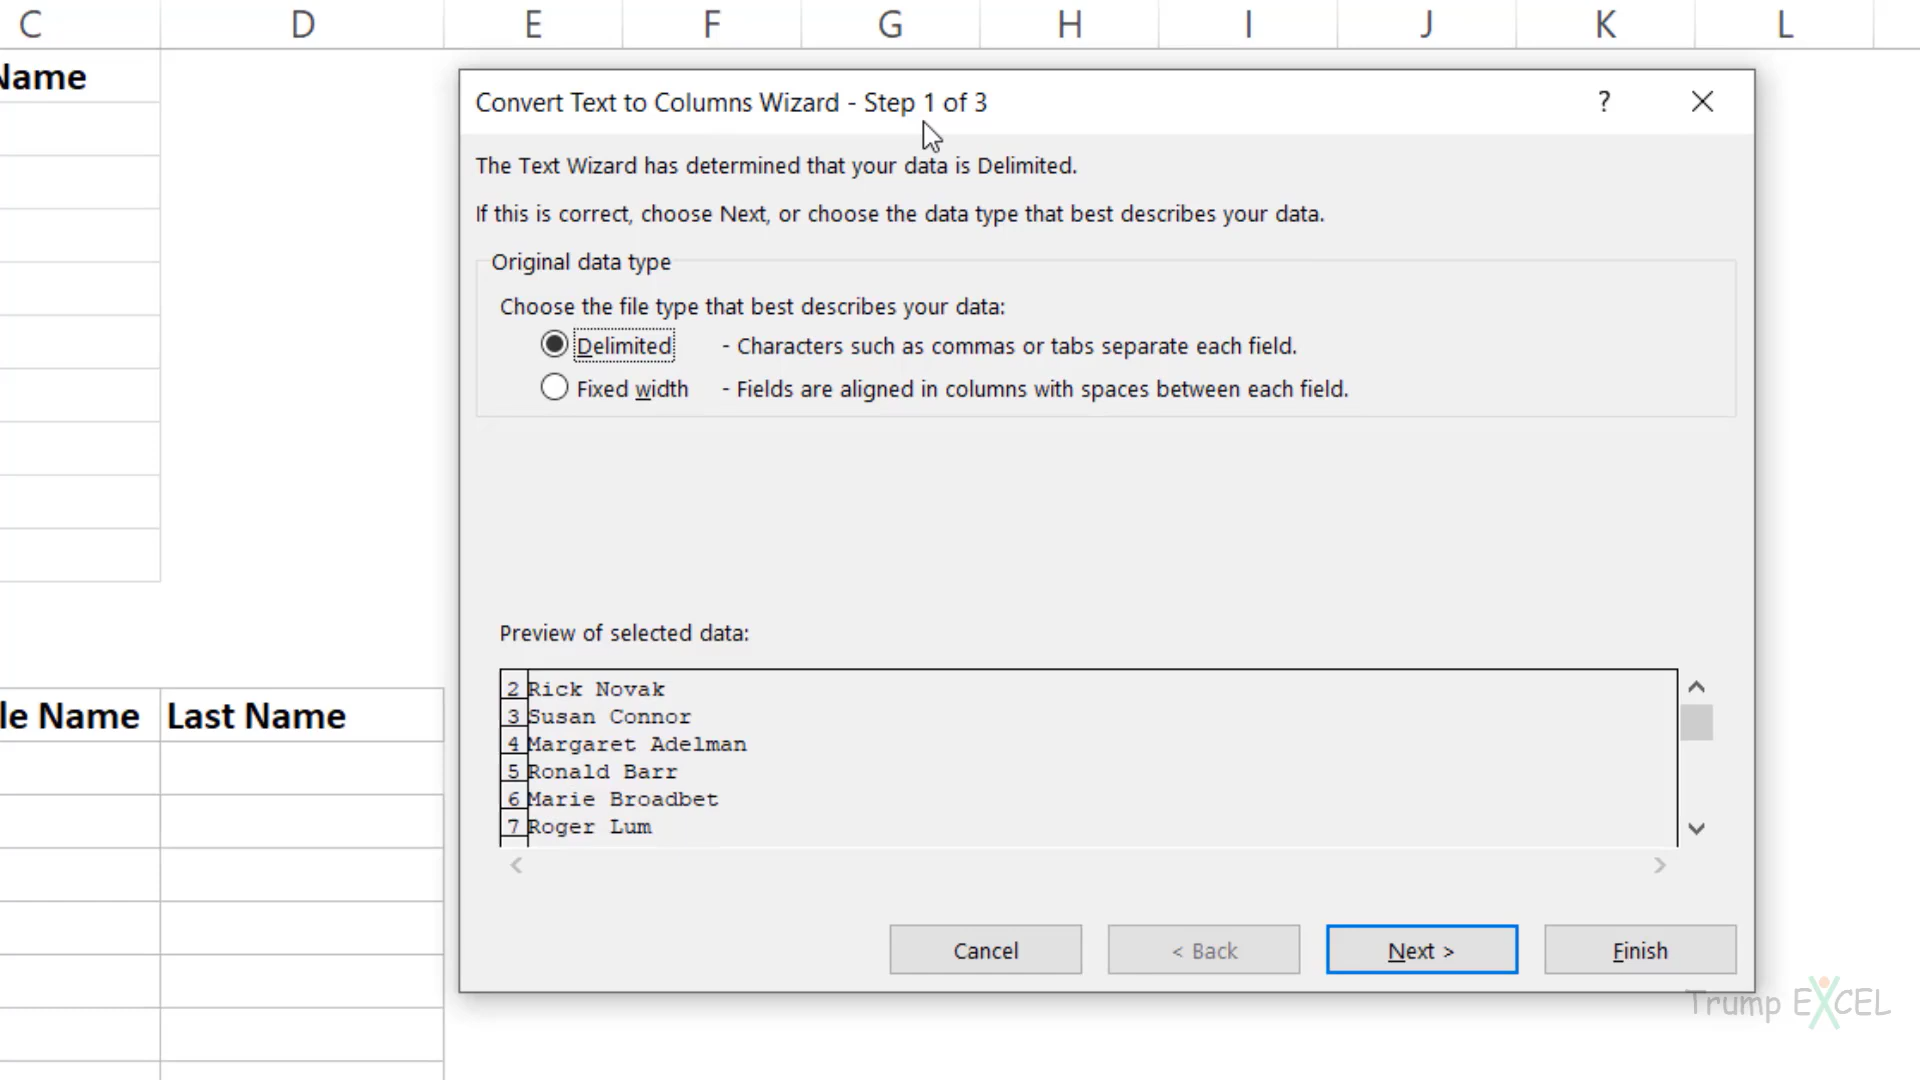 C D E F G H I J K L
Name
Convert Text to Columns Wizard - Step 1 of 3 ?
The Text Wizard has determined that your data is Delimited.
If this is correct, choose Next, or choose the data type that best describes your data.
Original data type
Choose the file type that best describes your data:
Delimited - Characters such as commas or tabs separate each field.
Fixed width - Fields are aligned in columns with spaces between each field.
Preview of selected data:
2 Rick Novak
3 Susan Connor
4 Margaret Adelman
5 Ronald Barr
6 Marie Broadbet
7 Roger Lum
le Name Last Name
Cancel < Back Next > Finish
Trump EXCEL